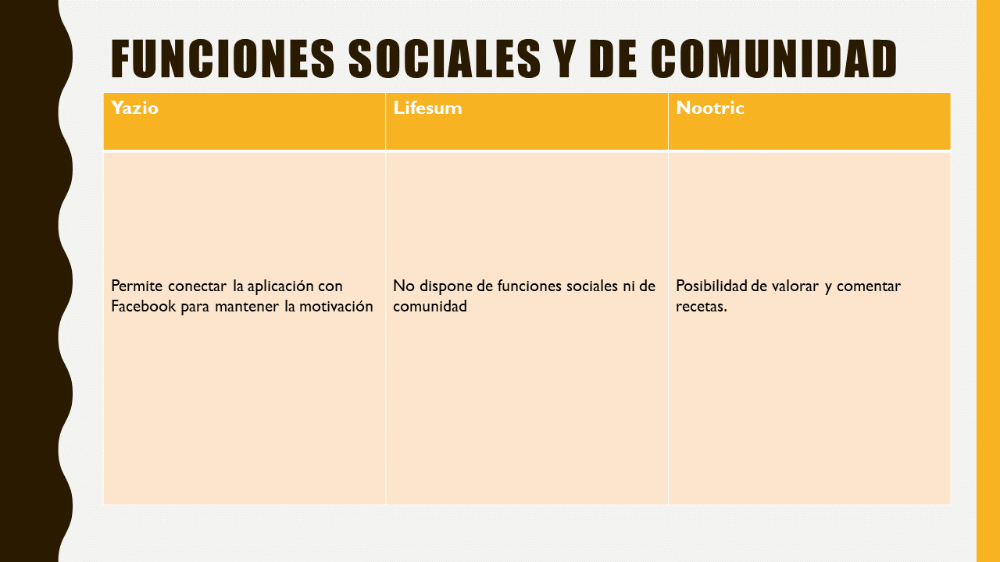 FUNCIONES SOCIALES Y DE COMUNIDAD
Yazio
Lifesum
Nootric
Permite conectar la aplicación con
Facebook para mantener la motivación
No dispone de funciones sociales ni de
comunidad
Posibilidad de valorar y comentar
recetas.